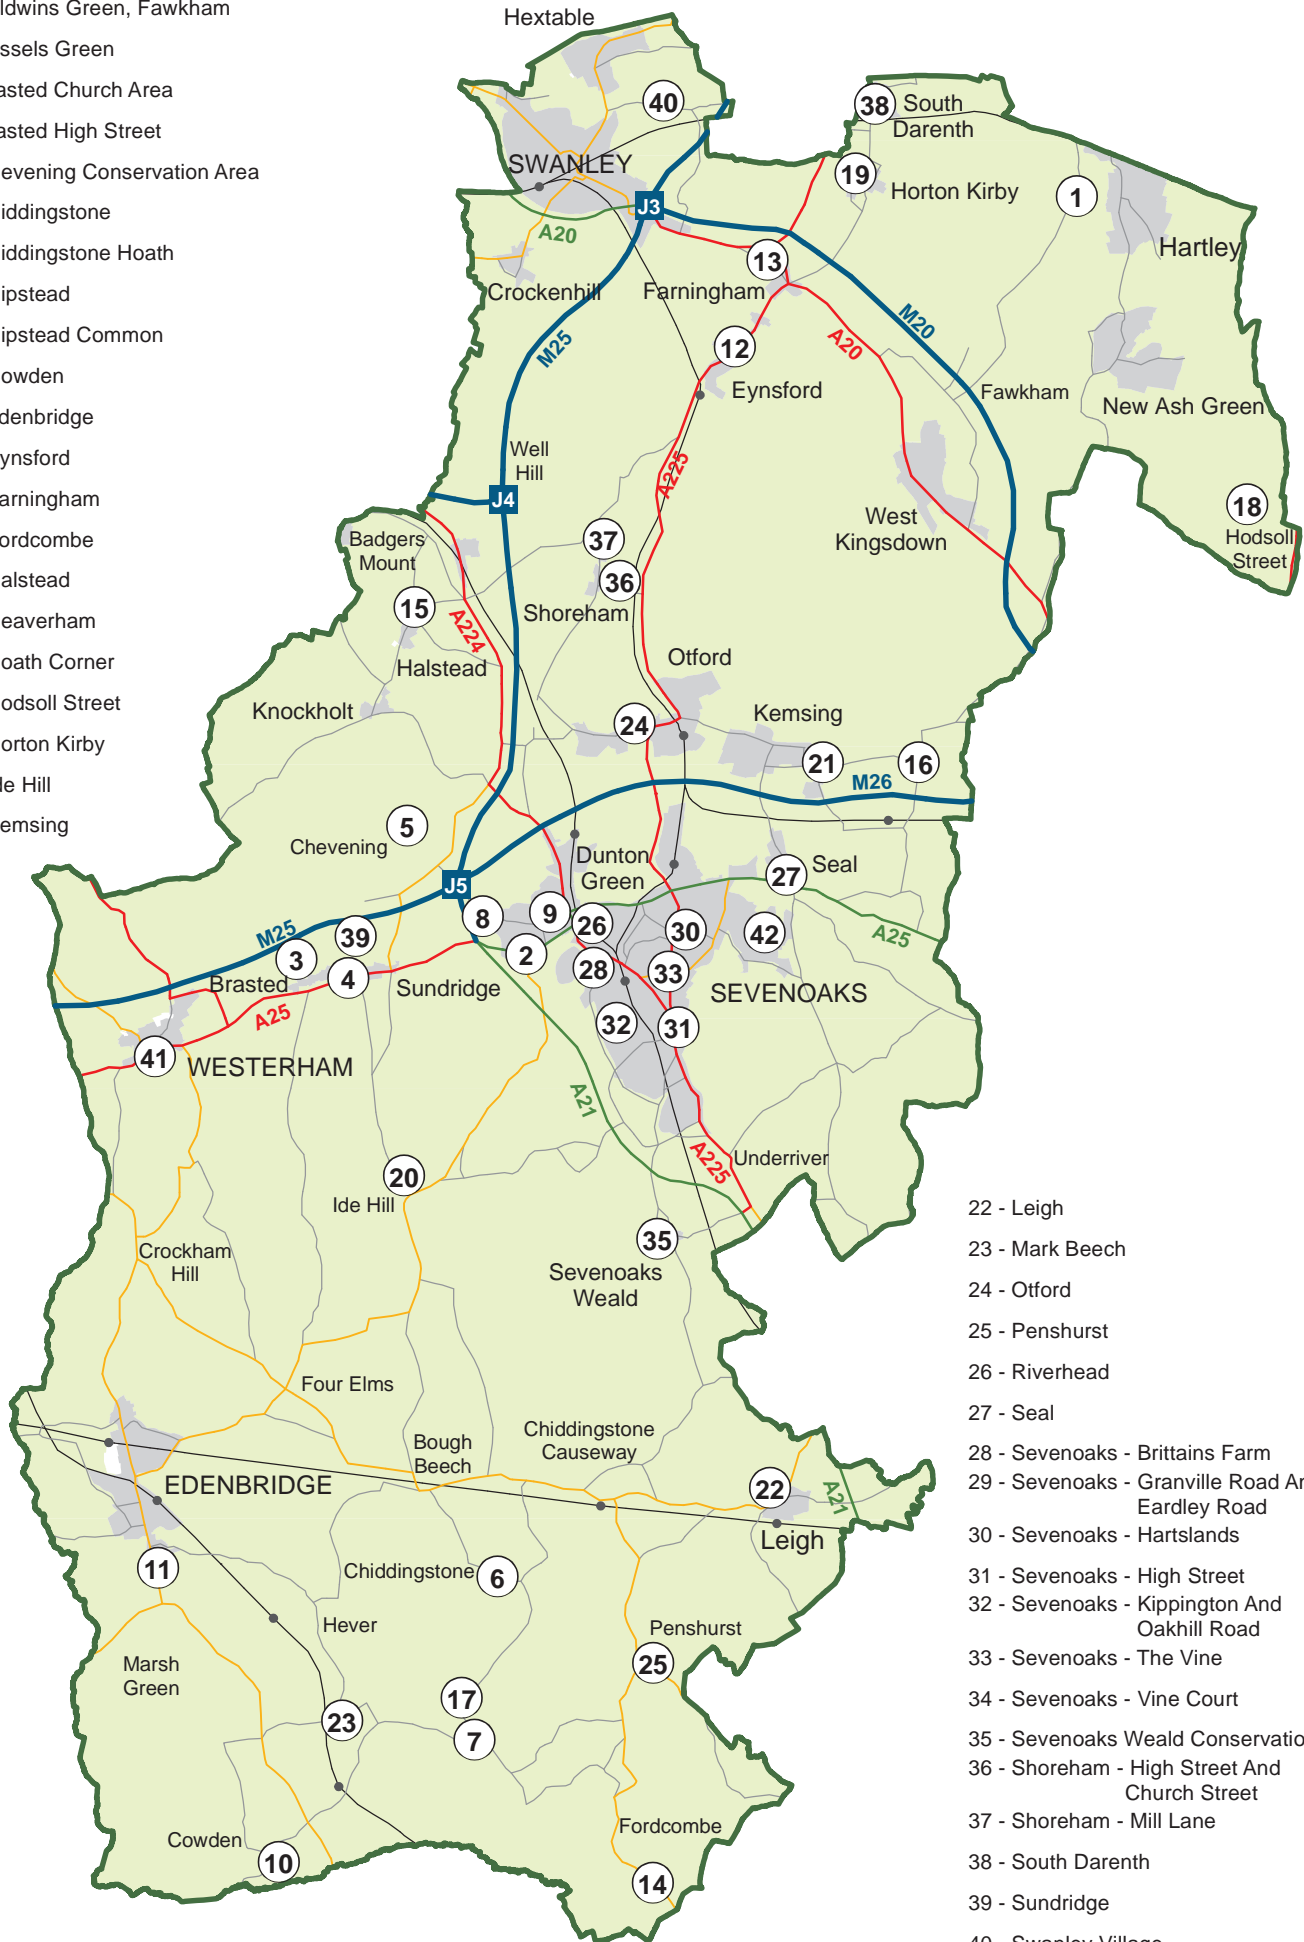 ldwins Green, Fawkham
ssels Green
asted Church Area
asted High Street
evening Conservation Area
iddingstone
iddingstone Hoath
ipstead
ipstead Common
owden
denbridge
ynsford
arningham
ordcombe
alstead
eaverham
oath Corner
odsoll Street
orton Kirby
de Hill
emsing
Hextable
40
38
South
Darenth
SWANLEY
19
Horton Kirby
1
J3
A20
Hartley
13
Crockenhill
Farningham
M25
M20
A20
12
Eynsford
Fawkham
New Ash Green
Well
Hill
A225
J4
18
Hodsoll
Street
West
Kingsdown
Badgers
Mount
37
36
15
Shoreham
A224
Halstead
Otford
Knockholt
24
Kemsing
21
16
M26
5
Chevening
Dunton
Green
27
Seal
J5
8
9
26
30
42
A25
M25
39
3
2
28
33
Brasted
4
Sundridge
SEVENOAKS
A25
32
31
41
WESTERHAM
A21
A225
Underriver
20
Ide Hill
35
Crockham
Hill
Sevenoaks
Weald
Four Elms
Bough
Beech
Chiddingstone
Causeway
EDENBRIDGE
22
A21
Leigh
11
Chiddingstone
6
Hever
Penshurst
Marsh
Green
25
17
23
7
Cowden
10
Fordcombe
14
22 - Leigh
23 - Mark Beech
24 - Otford
25 - Penshurst
26 - Riverhead
27 - Seal
28 - Sevenoaks - Brittains Farm
29 - Sevenoaks - Granville Road An
Eardley Road
30 - Sevenoaks - Hartslands
31 - Sevenoaks - High Street
32 - Sevenoaks - Kippington And
Oakhill Road
33 - Sevenoaks - The Vine
34 - Sevenoaks - Vine Court
35 - Sevenoaks Weald Conservatio
36 - Shoreham - High Street And
Church Street
37 - Shoreham - Mill Lane
38 - South Darenth
39 - Sundridge
40 - Swanley Village